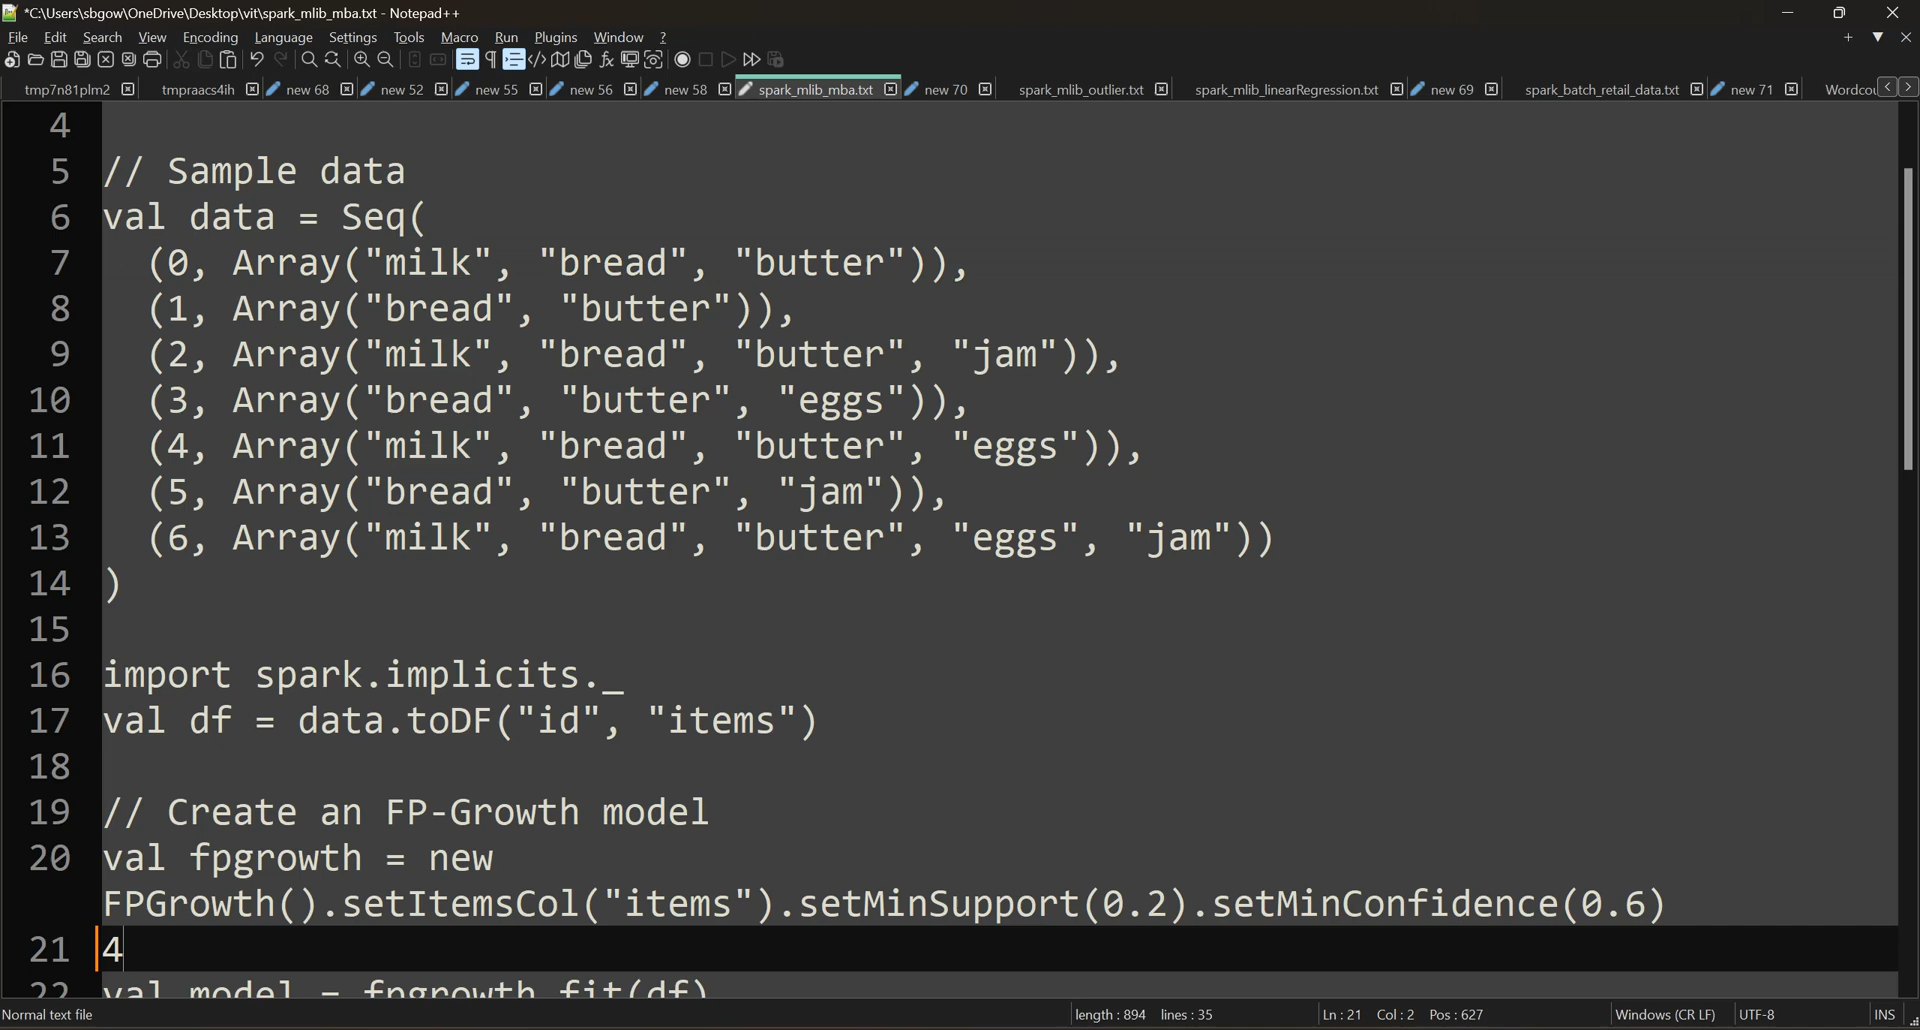 *C:\Users\sbgow\OneDrive\Desktop\vit\spark_mlib_mba.txt - Notepad++
File Edit Search View Encoding Language Settings Tools Macro Run Plugins Window ?
tmp7n81plm2 tmpraacs4ih new 68 new 52 new 55 new 56 new 58 spark_mlib_mba.txt new 70 spark_mlib_outlier.txt spark_mlib_linearRegression.txt new 69 spark_batch_retail_data.txt new 71 Wordcou
4
5 // Sample data
6 val data = Seq(
7 (0, Array("milk", "bread", "butter")),
8 (1, Array("bread", "butter")),
9 (2, Array("milk", "bread", "butter", "jam")),
10 (3, Array("bread", "butter", "eggs")),
11 (4, Array("milk", "bread", "butter", "eggs")),
12 (5, Array("bread", "butter", "jam")),
13 (6, Array("milk", "bread", "butter", "eggs", "jam"))
14 )
15
16 import spark.implicits._
17 val df = data.toDF("id", "items")
18
19 // Create an FP-Growth model
20 val fpgrowth = new
FPGrowth().setItemsCol("items").setMinSupport(0.2).setMinConfidence(0.6)
21 4
22 val model = fpgrowth.fit(df)
Normal text file length : 894 lines : 35 Ln : 21 Col : 2 Pos : 627 Windows (CR LF) UTF-8 INS